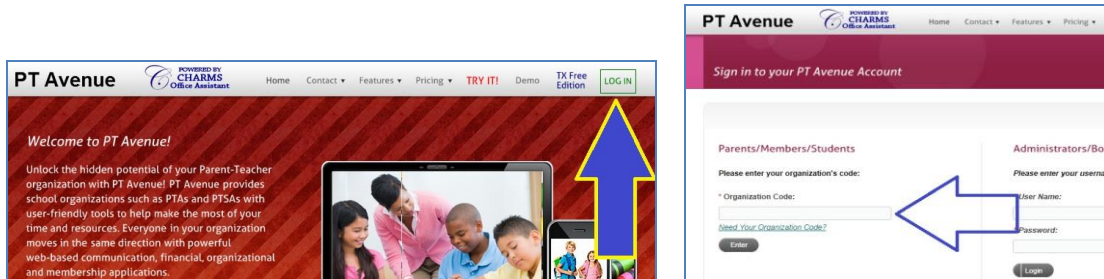 PT Avenue
POWERED BY
CHARMS
Office Assistant
Home Contact Features Pricing TRY IT! Demo TX Free Edition LOG IN
Welcome to PT Avenue!
Unlock the hidden potential of your Parent-Teacher
organization with PT Avenue! PT Avenue provides
school organizations such as PTAs and PTSAs with
user-friendly tools to help make the most of your
time and resources. Everyone in your organization
moves in the same direction with powerful
web-based communication, financial, organizational
and membership applications.
PT Avenue
POWERED BY
CHARMS
Office Assistant
Home Contact Features Pricing
Sign in to your PT Avenue Account
Parents/Members/Students
Please enter your organization's code:
* Organization Code:
Need Your Organization Code?
Enter
Administrators/Bo
Please enter your userna
User Name:
Password:
Login